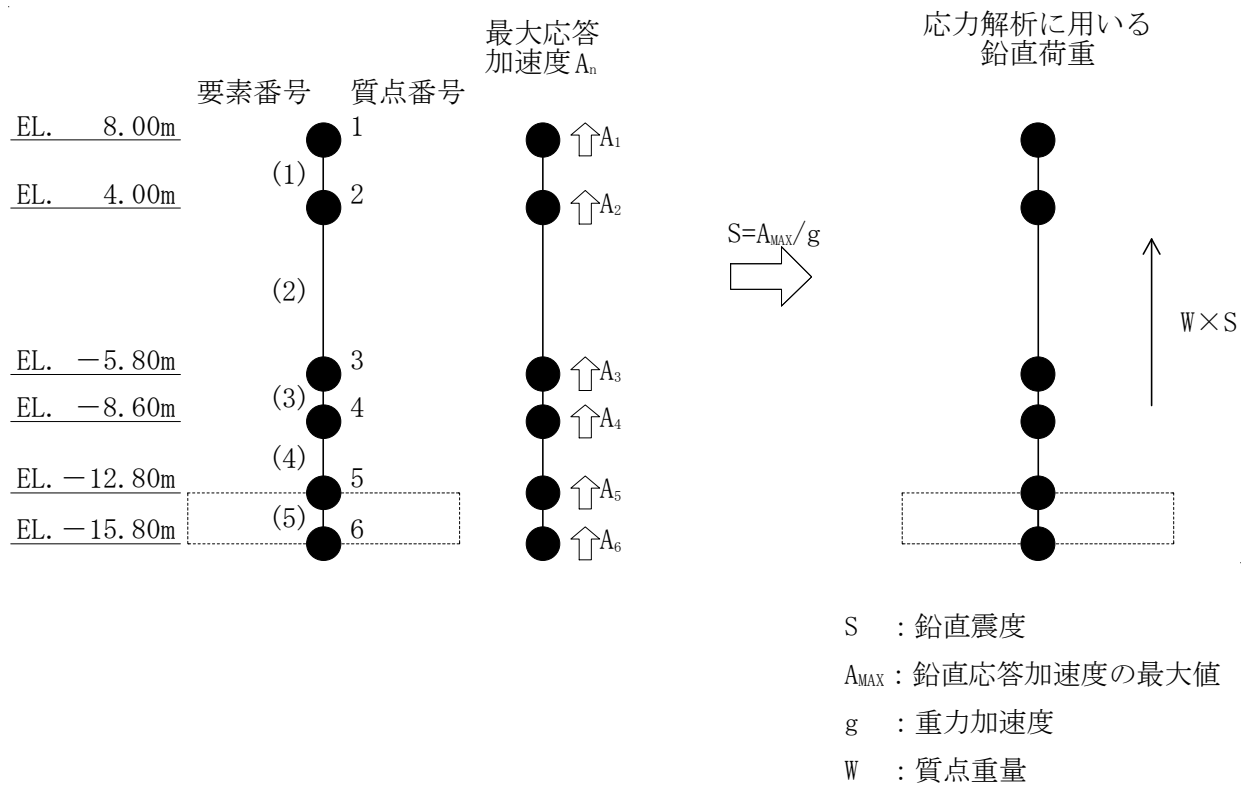 最大応答
加速度Aₙ
応力解析に用いる
鉛直荷重
要素番号
質点番号
EL. 8.00m
1
A₁
(1)
EL. 4.00m
2
A₂
S=A_MAX/g
(2)
W×S
EL. －5.80m
3
A₃
(3)
EL. －8.60m
4
A₄
(4)
EL. －12.80m
5
A₅
(5)
EL. －15.80m
6
A₆
S ：鉛直震度
A_MAX：鉛直応答加速度の最大値
g ：重力加速度
W ：質点重量